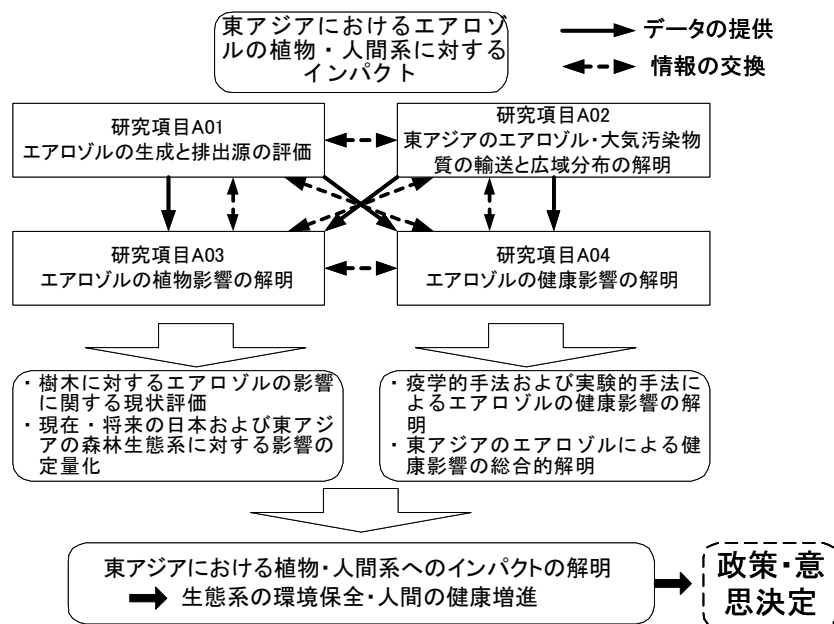 東アジアにおけるエアロゾ
ルの植物・人間系に対する
インパクト
データの提供
情報の交換
研究項目A01
エアロゾルの生成と排出源の評価
研究項目A02
東アジアのエアロゾル・大気汚染物
質の輸送と広域分布の解明
研究項目A03
エアロゾルの植物影響の解明
研究項目A04
エアロゾルの健康影響の解明
・樹木に対するエアロゾルの影響
に関する現状評価
・現在・将来の日本および東アジ
アの森林生態系に対する影響の
定量化
・疫学的手法および実験的手法に
よるエアロゾルの健康影響の解
明
・東アジアのエアロゾルによる健
康影響の総合的解明
東アジアにおける植物・人間系へのインパクトの解明
生態系の環境保全・人間の健康増進
政策・意
思決定